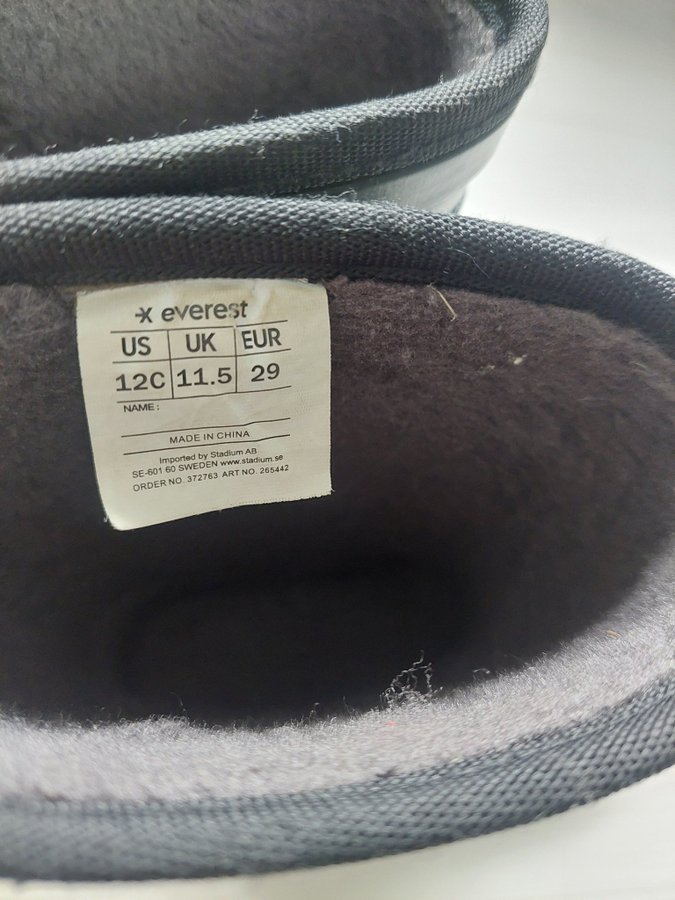 everest
US UK EUR
12C 11.5 29
NAME:
MADE IN CHINA
Imported by Stadium AB
SE-601 60 SWEDEN www.stadium.se
ORDER NO. 372763 ART NO. 265442